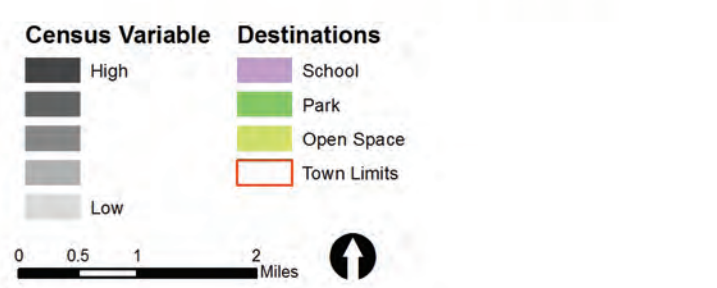 Census Variable
High
Low
Destinations
School
Park
Open Space
Town Limits
0 0.5 1 2
Miles